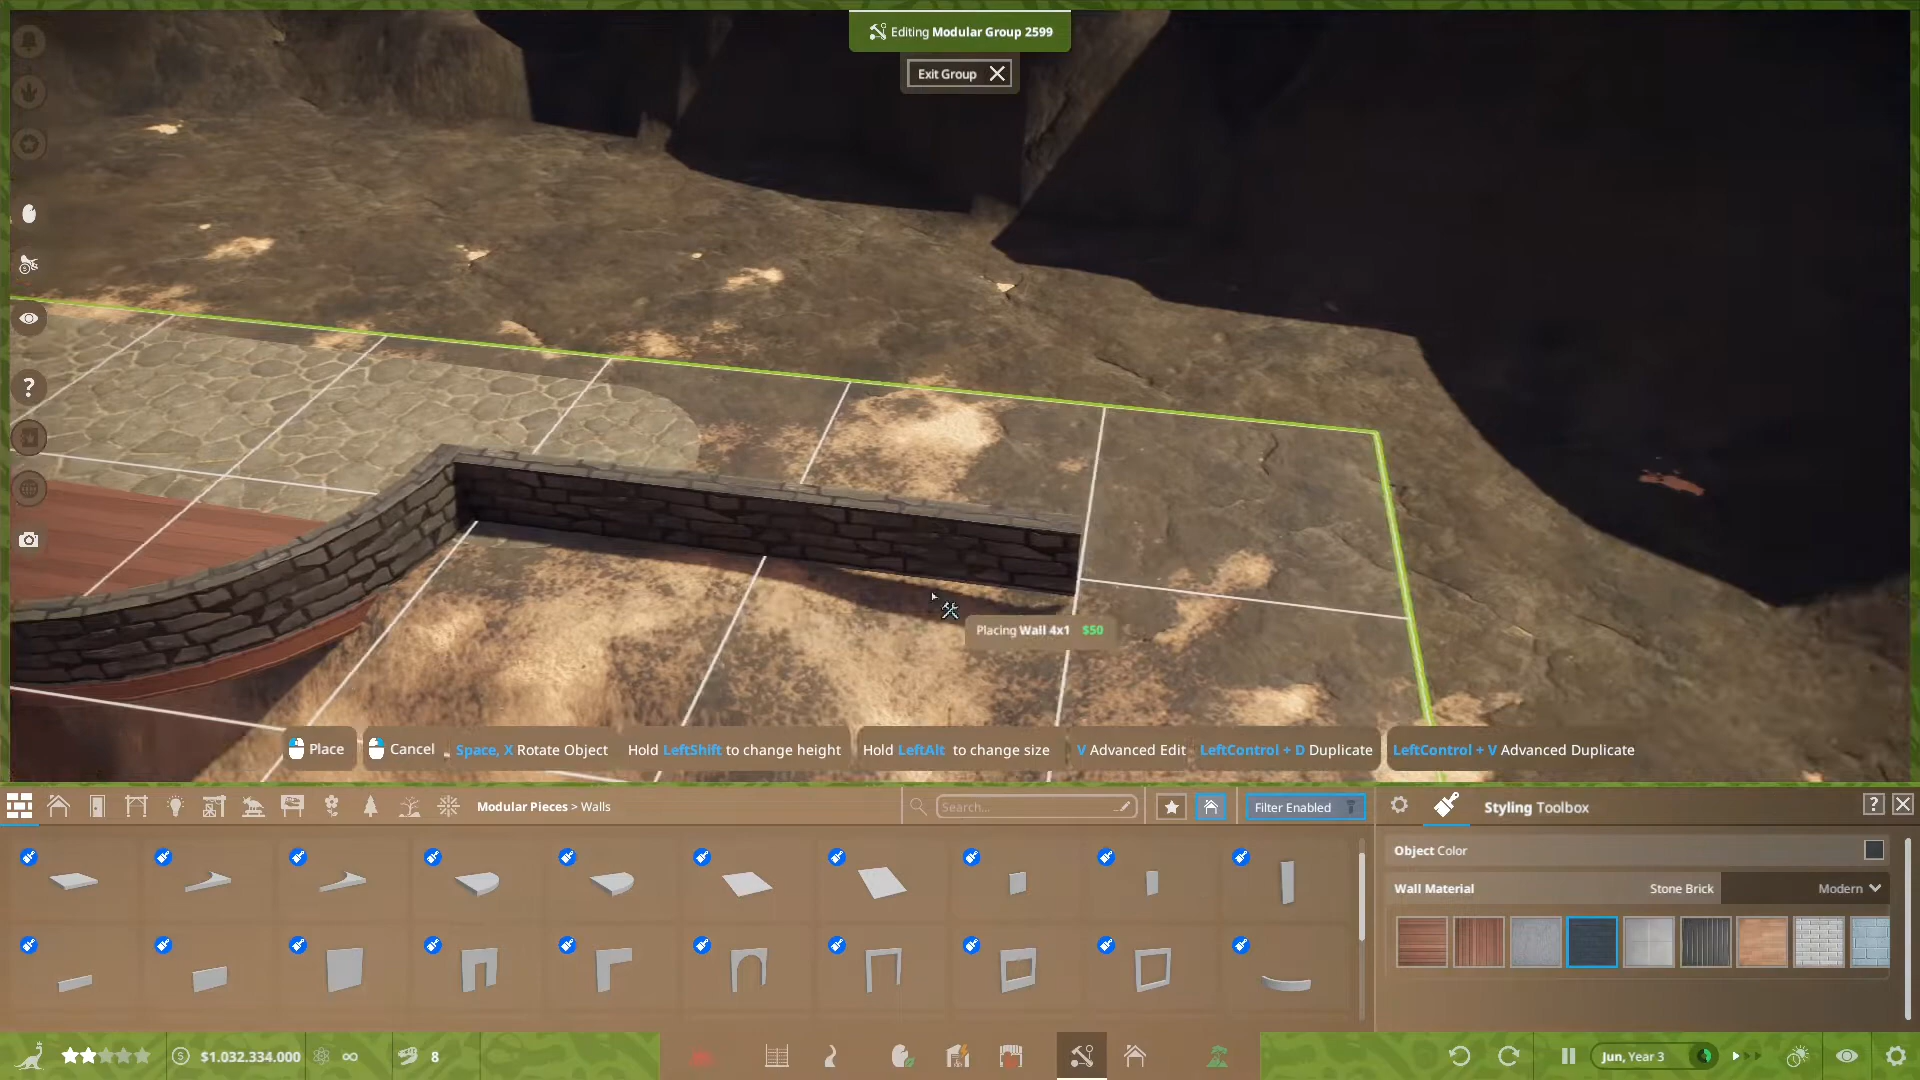 Editing Modular Group 2599
Exit Group
?
Placing Wall 4x1 $50
Place
Cancel
Space, X Rotate Object
Hold LeftShift to change height
Hold LeftAlt to change size
V Advanced Edit
LeftControl + D Duplicate
LeftControl + V Advanced Duplicate
Modular Pieces > Walls
Search...
Filter Enabled
Styling Toolbox
?
Object Color
Wall Material
Stone Brick
Modern
$1.032.334.000
∞
8
Jun, Year 3